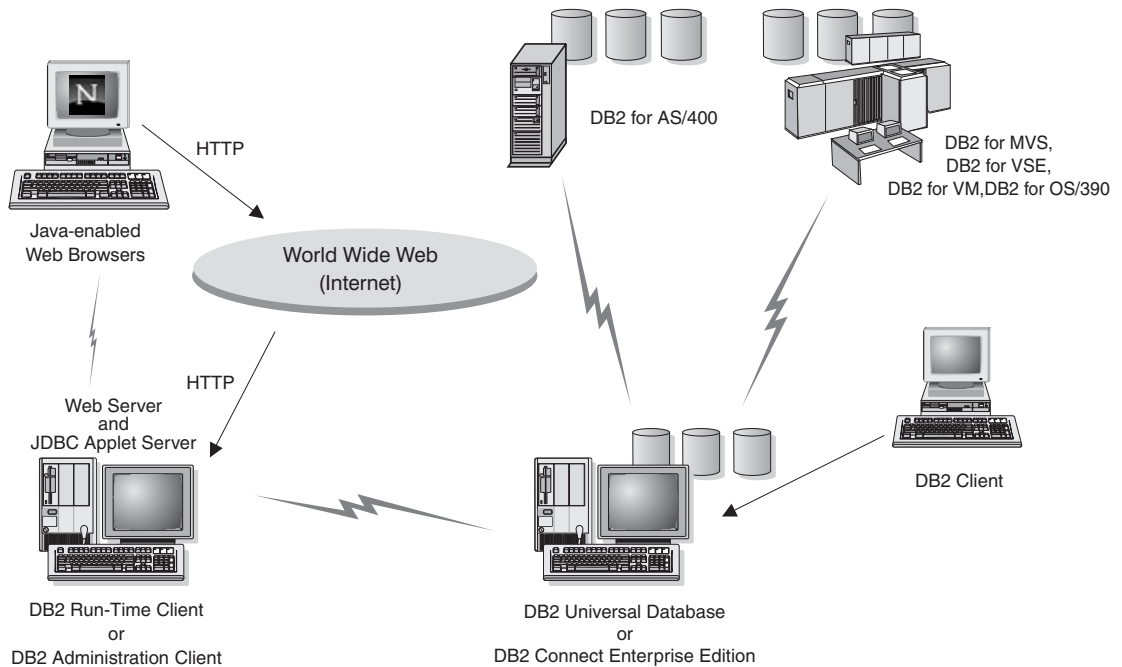 N
HTTP
Java-enabled
Web Browsers
DB2 for AS/400
DB2 for MVS,
DB2 for VSE,
DB2 for VM,DB2 for OS/390
World Wide Web
(Internet)
HTTP
Web Server
and
JDBC Applet Server
DB2 Client
DB2 Run-Time Client
or
DB2 Administration Client
DB2 Universal Database
or
DB2 Connect Enterprise Edition